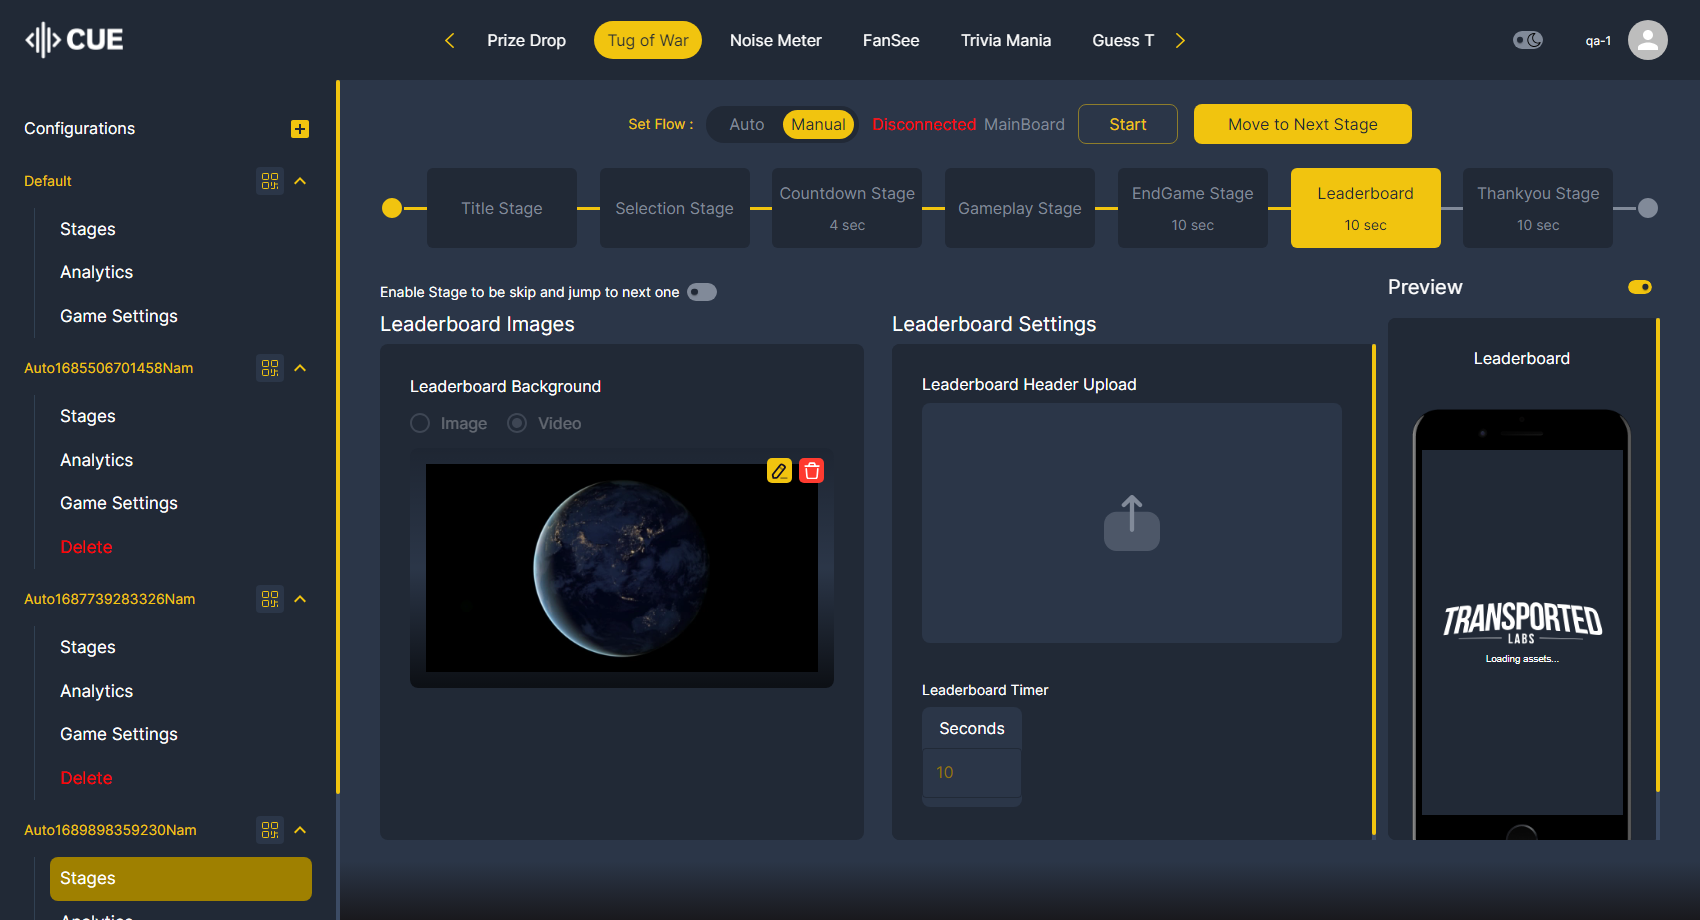 CUE
Prize Drop
Tug of War
Noise Meter
FanSee
Trivia Mania
Guess T
qa-1
Configurations
Default
Stages
Analytics
Game Settings
Auto1685506701458Nam
Stages
Analytics
Game Settings
Delete
Auto1687739283326Nam
Stages
Analytics
Game Settings
Delete
Auto1689898359230Nam
Stages
Analytics
Set Flow :
Auto
Manual
Disconnected MainBoard
Start
Move to Next Stage
Title Stage
Selection Stage
Countdown Stage
4 sec
Gameplay Stage
EndGame Stage
10 sec
Leaderboard
10 sec
Thankyou Stage
10 sec
Enable Stage to be skip and jump to next one
Leaderboard Images
Leaderboard Background
Image
Video
Leaderboard Settings
Leaderboard Header Upload
Leaderboard Timer
Seconds
10
Preview
Leaderboard
TRANSPORTED
LABS
Loading assets...